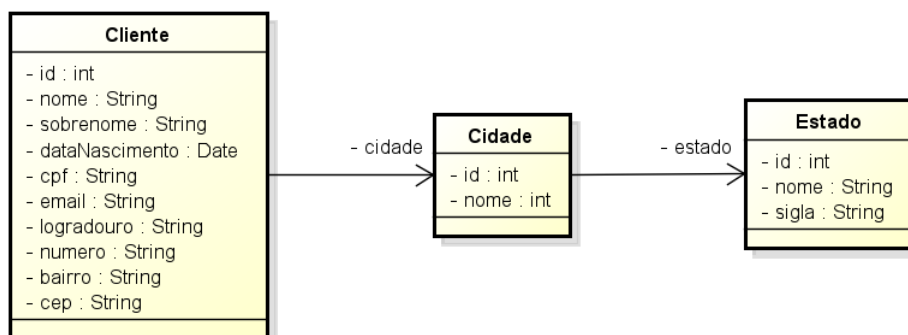 Cliente
- id : int
- nome : String
- sobrenome : String
- dataNascimento : Date
- cpf : String
- email : String
- logradouro : String
- numero : String
- bairro : String
- cep : String
- cidade
Cidade
- id : int
- nome : int
- estado
Estado
- id : int
- nome : String
- sigla : String